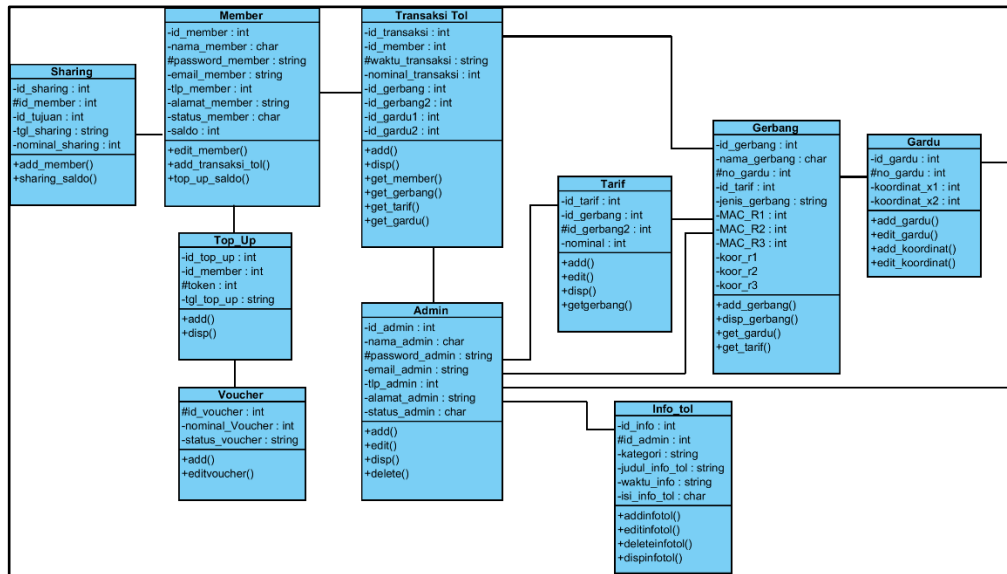 Sharing
-id_sharing : int
#id_member : int
-id_tujuan : int
-tgl_sharing : string
-nominal_sharing : int
+add_member()
+sharing_saldo()
Member
-id_member : int
-nama_member : char
#password_member : string
-email_member : string
-tlp_member : int
-alamat_member : string
-status_member : char
-saldo : int
+edit_member()
+add_transaksi_tol()
+top_up_saldo()
Transaksi Tol
-id_transaksi : int
-id_member : int
#waktu_transaksi : string
-nominal_transaksi : int
-id_gerbang : int
-id_gerbang2 : int
-id_gardu1 : int
-id_gardu2 : int
+add()
+disp()
+get_member()
+get_gerbang()
+get_tarif()
+get_gardu()
Tarif
-id_tarif : int
-id_gerbang : int
#id_gerbang2 : int
-nominal : int
+add()
+edit()
+disp()
+getgerbang()
Gerbang
-id_gerbang : int
-nama_gerbang : char
#no_gardu : int
-id_tarif : int
-jenis_gerbang : string
-MAC_R1 : int
-MAC_R2 : int
-MAC_R3 : int
-koor_r1
-koor_r2
-koor_r3
+add_gerbang()
+disp_gerbang()
+get_gardu()
+get_tarif()
Gardu
-id_gardu : int
#no_gardu : int
-koordinat_x1 : int
-koordinat_x2 : int
+add_gardu()
+edit_gardu()
+add_koordinat()
+edit_koordinat()
Top_Up
-id_top_up : int
-id_member : int
#token : int
-tgl_top_up : string
+add()
+disp()
Voucher
#id_voucher : int
-nominal_Voucher : int
-status_voucher : string
+add()
+editvoucher()
Admin
-id_admin : int
-nama_admin : char
#password_admin : string
-email_admin : string
-tlp_admin : int
-alamat_admin : string
-status_admin : char
+add()
+edit()
+disp()
+delete()
Info_tol
-id_info : int
#id_admin : int
-kategori : string
-judul_info_tol : string
-waktu_info : string
-isi_info_tol : char
+addinfotol()
+editinfotol()
+deleteinfotol()
+dispinfotol()